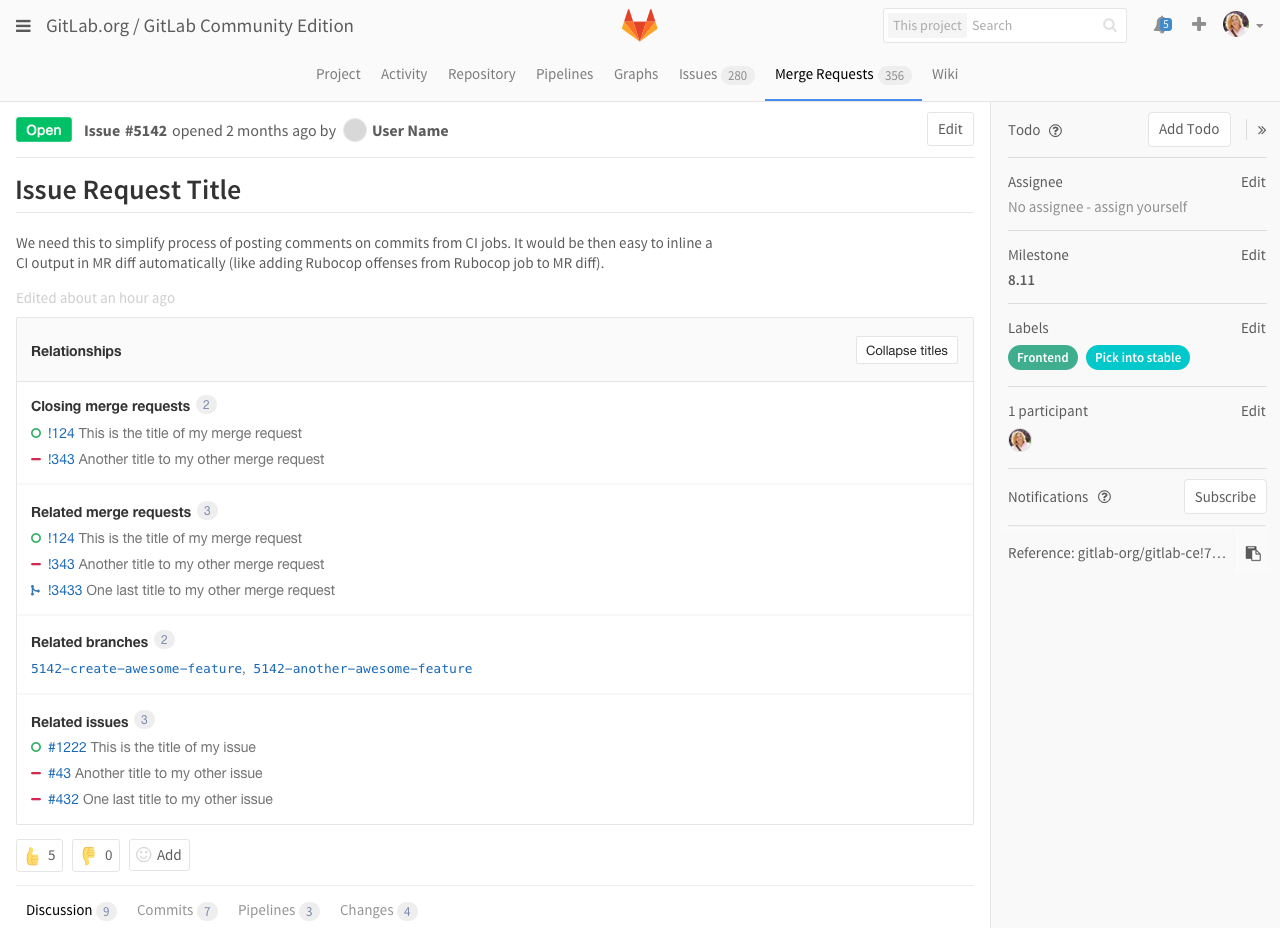 GitLab.org / GitLab Community Edition
This project Search
5
Project Activity Repository Pipelines Graphs Issues 280 Merge Requests 356 Wiki
Open Issue #5142 opened 2 months ago by User Name Edit
Issue Request Title
We need this to simplify process of posting comments on commits from CI jobs. It would be then easy to inline a
CI output in MR diff automatically (like adding Rubocop offenses from Rubocop job to MR diff).
Edited about an hour ago
Relationships Collapse titles
Closing merge requests 2
!124 This is the title of my merge request
!343 Another title to my other merge request
Related merge requests 3
!124 This is the title of my merge request
!343 Another title to my other merge request
!3433 One last title to my other merge request
Related branches 2
5142-create-awesome-feature, 5142-another-awesome-feature
Related issues 3
#1222 This is the title of my issue
#43 Another title to my other issue
#432 One last title to my other issue
5 0 Add
Discussion 9 Commits 7 Pipelines 3 Changes 4
Todo Add Todo »
Assignee Edit
No assignee - assign yourself
Milestone Edit
8.11
Labels Edit
Frontend Pick into stable
1 participant Edit
Notifications Subscribe
Reference: gitlab-org/gitlab-ce!7…